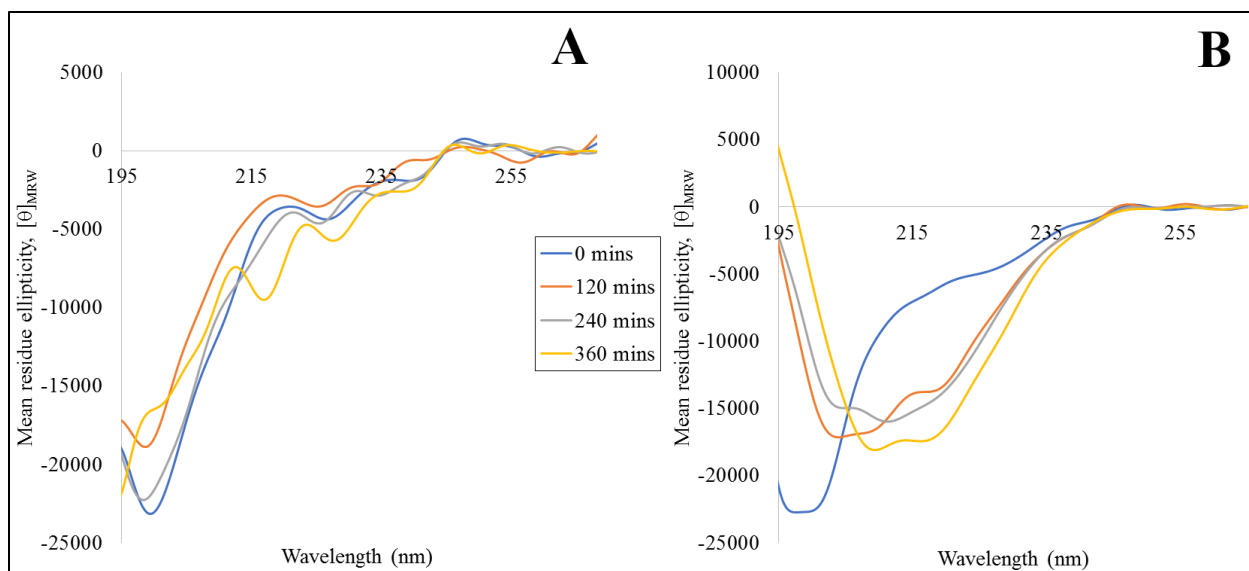 A
5000
0
-5000
-10000
-15000
-20000
-25000
195
215
235
255
Mean residue ellipticity, [θ]MRW
Wavelength (nm)
0 mins
120 mins
240 mins
360 mins
B
10000
5000
0
-5000
-10000
-15000
-20000
-25000
195
215
235
255
Mean residue ellipticity, [θ]MRW
Wavelength (nm)